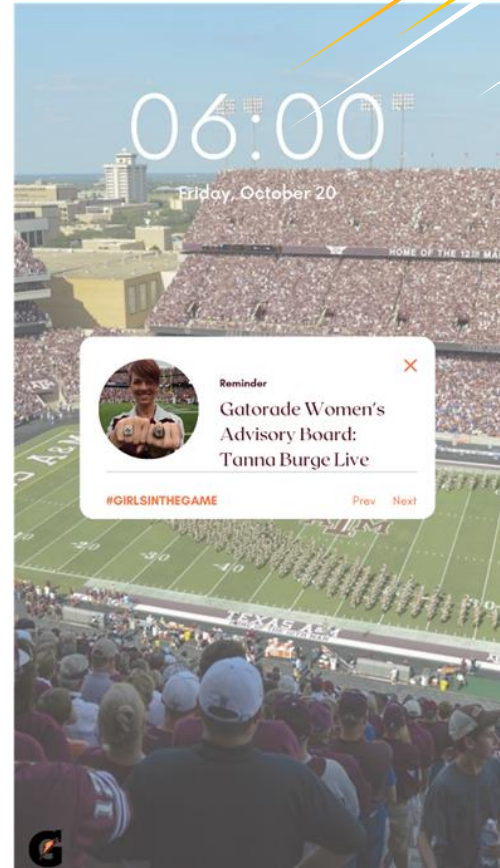 06:00
Friday, October 20
HOME OF THE 12TH
Reminder
Gatorade Women's
Advisory Board:
Tanna Burge Live
#GIRLSINTHEGAME
Prev Next
TEXAS A&M
G